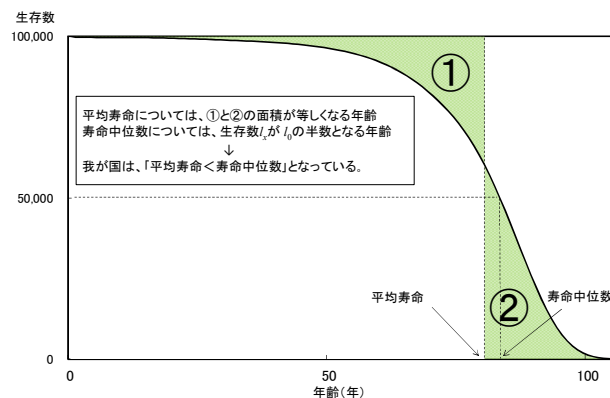 生存数
100,000
①
平均寿命については、①と②の面積が等しくなる年齢
寿命中位数については、生存数lxが l0の半数となる年齢
↓
我が国は、「平均寿命<寿命中位数」となっている。
50,000
平均寿命
②
寿命中位数
0
0
50
100
年齢(年)